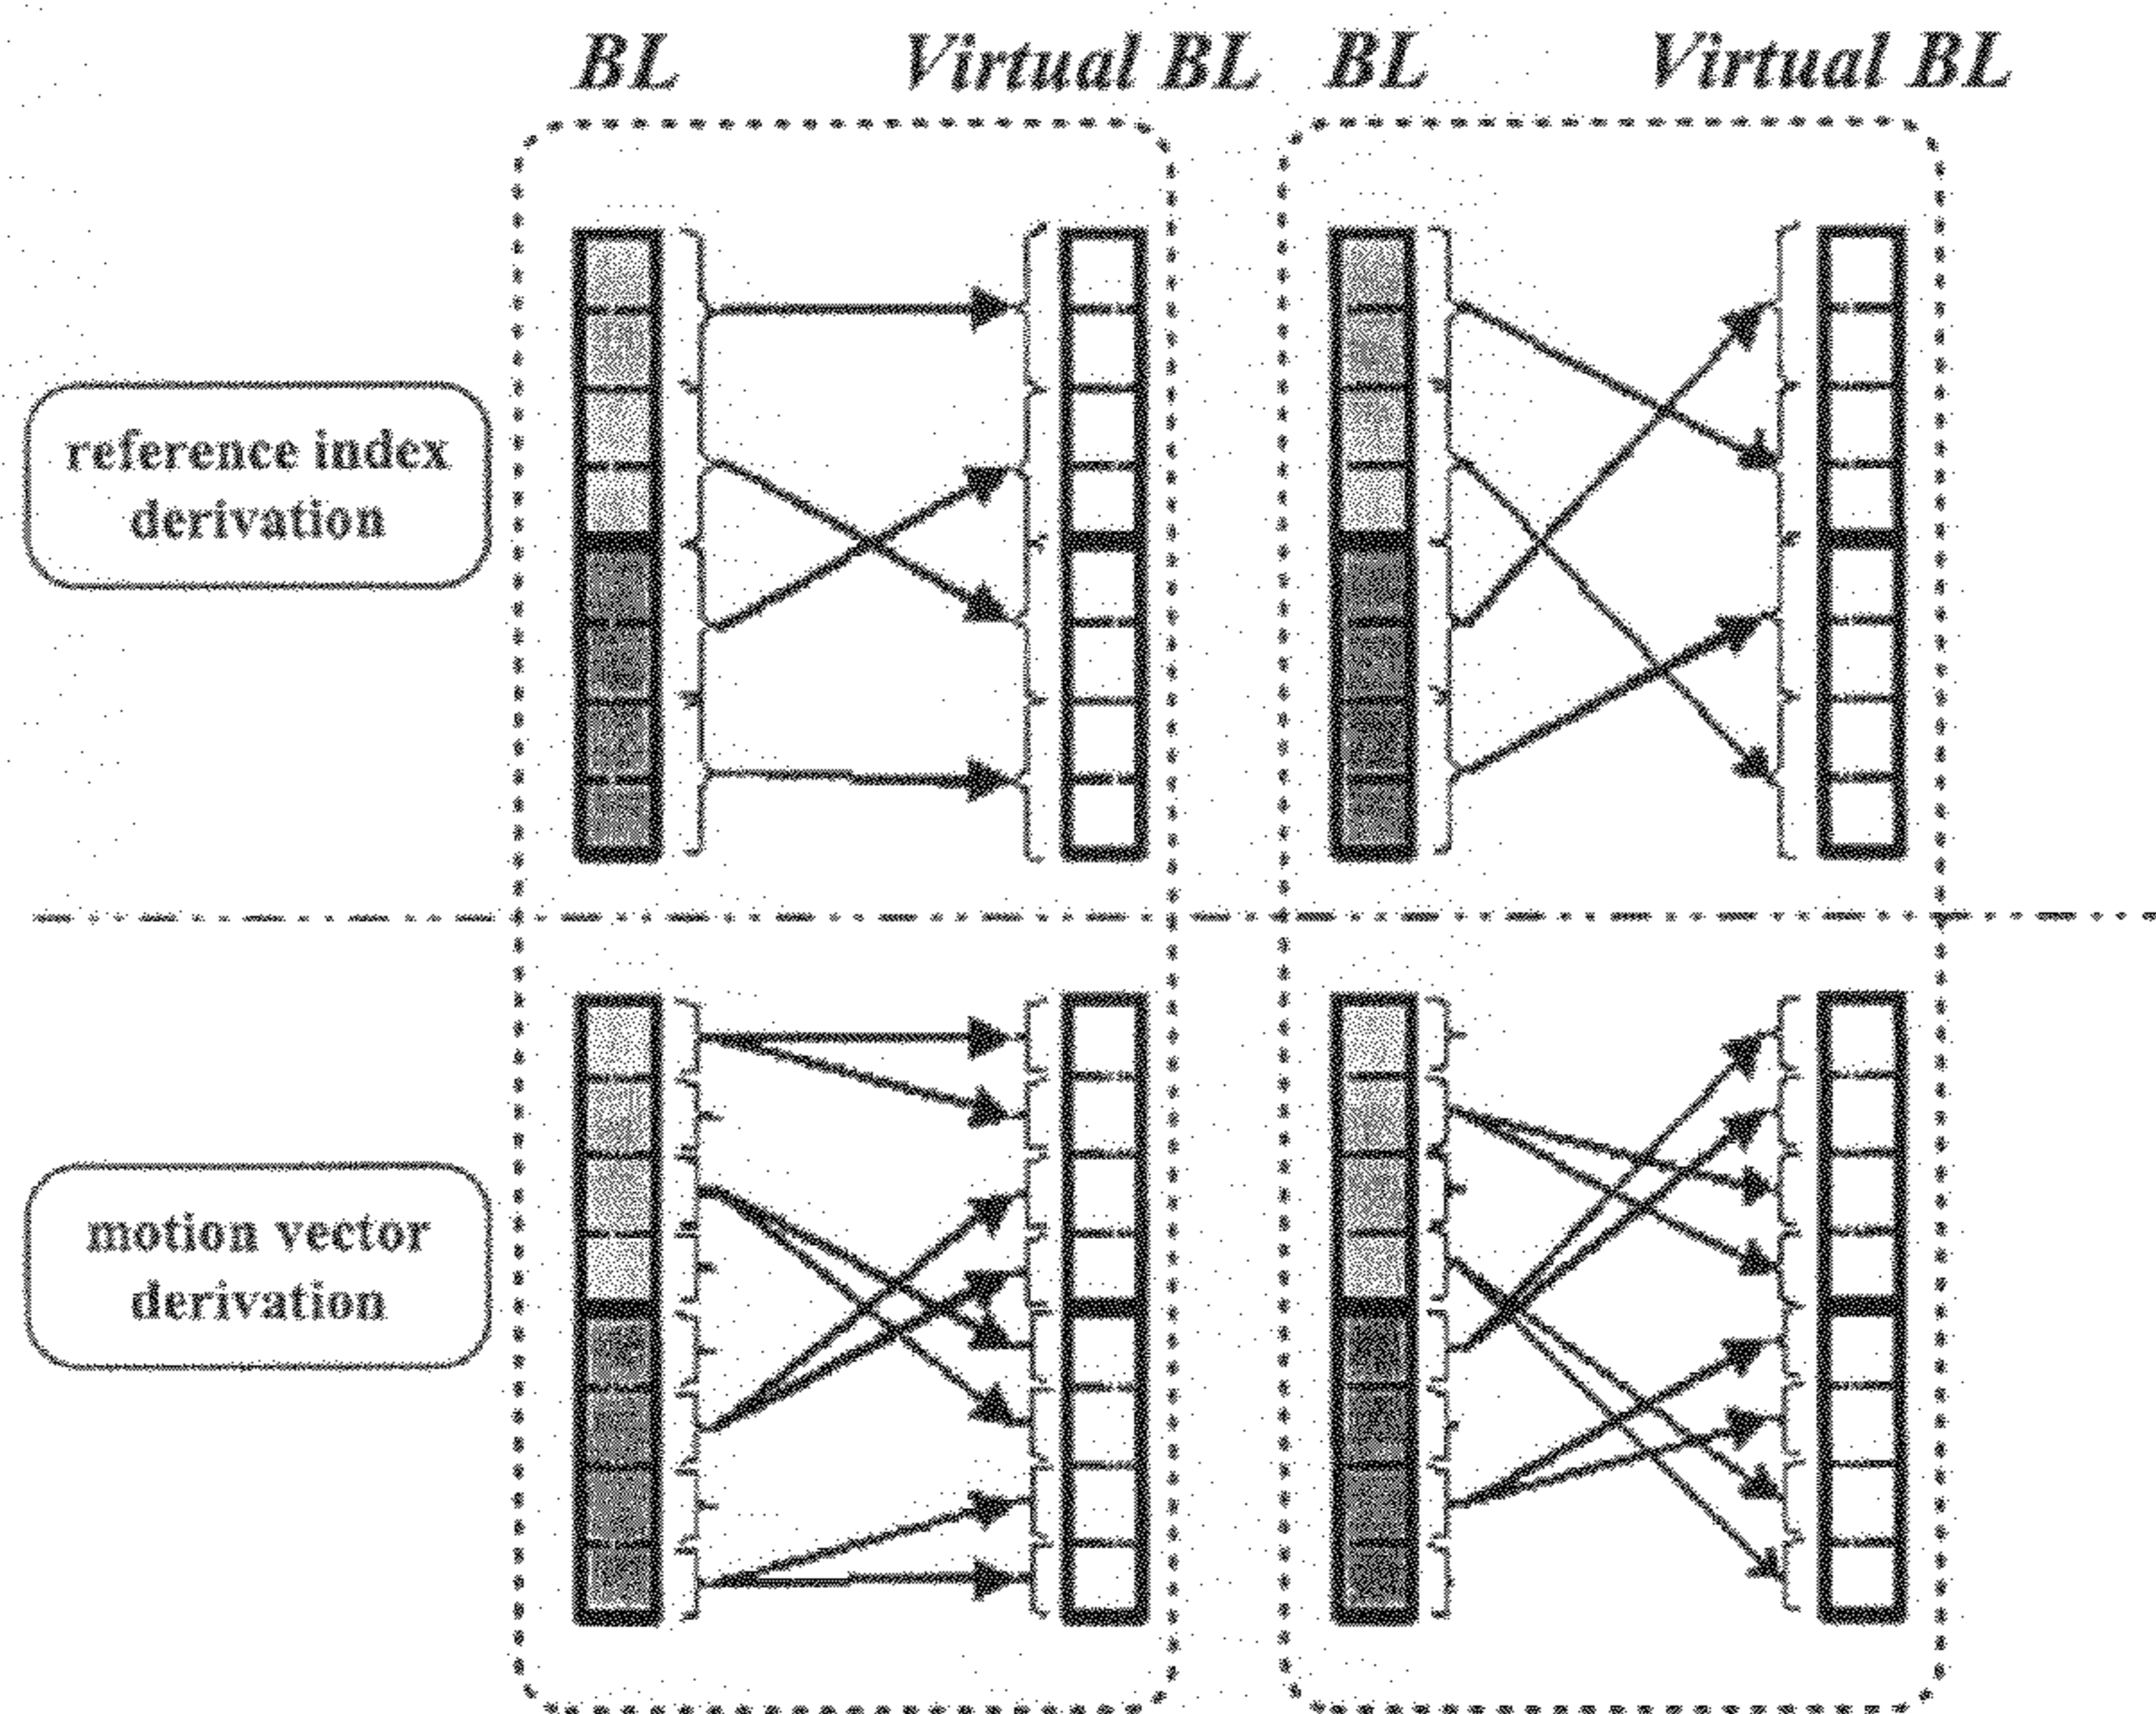 BL Virtual BL BL Virtual BL
reference index
derivation
motion vector
derivation